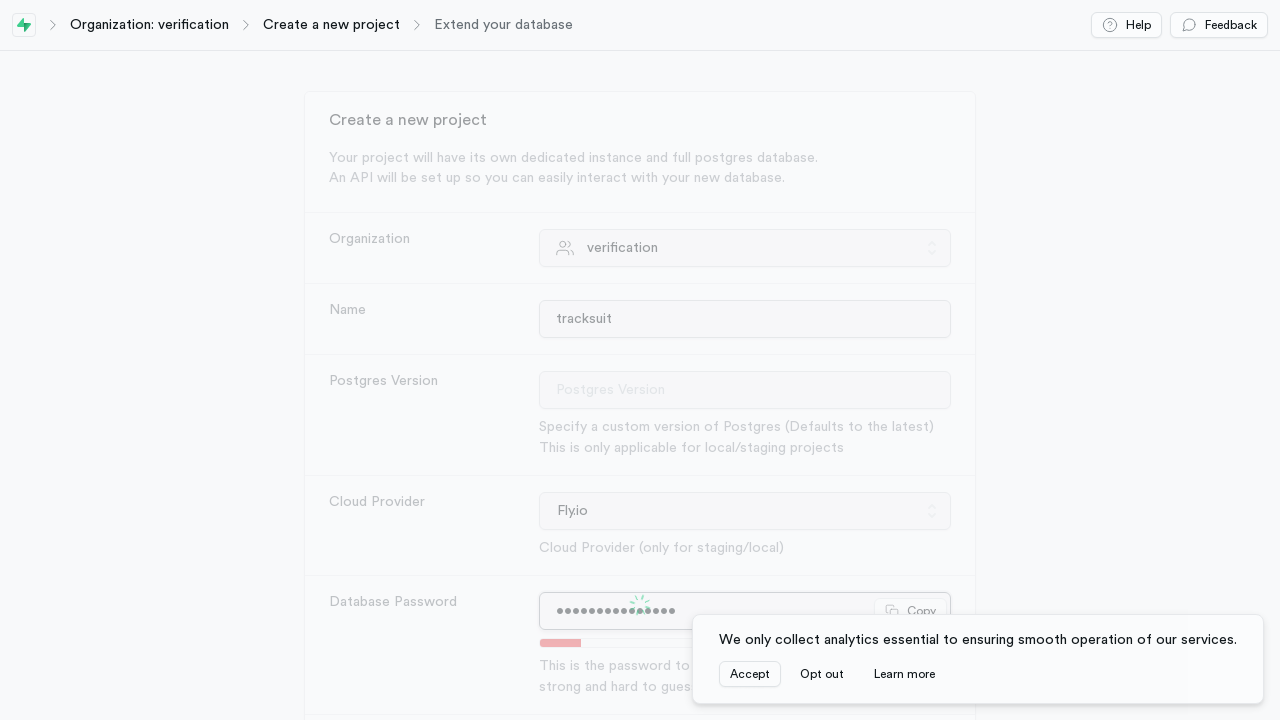 Organization: verification
Create a new project
Extend your database
Help
Feedback
Create a new project
Your project will have its own dedicated instance and full postgres database.
An API will be set up so you can easily interact with your new database.
Organization
verification
Name
tracksuit
Postgres Version
Postgres Version
Specify a custom version of Postgres (Defaults to the latest)
This is only applicable for local/staging projects
Cloud Provider
Fly.io
Cloud Provider (only for staging/local)
Database Password
••••••••••••••••
Copy
This is the password to
strong and hard to gues
We only collect analytics essential to ensuring smooth operation of our services.
Accept
Opt out
Learn more